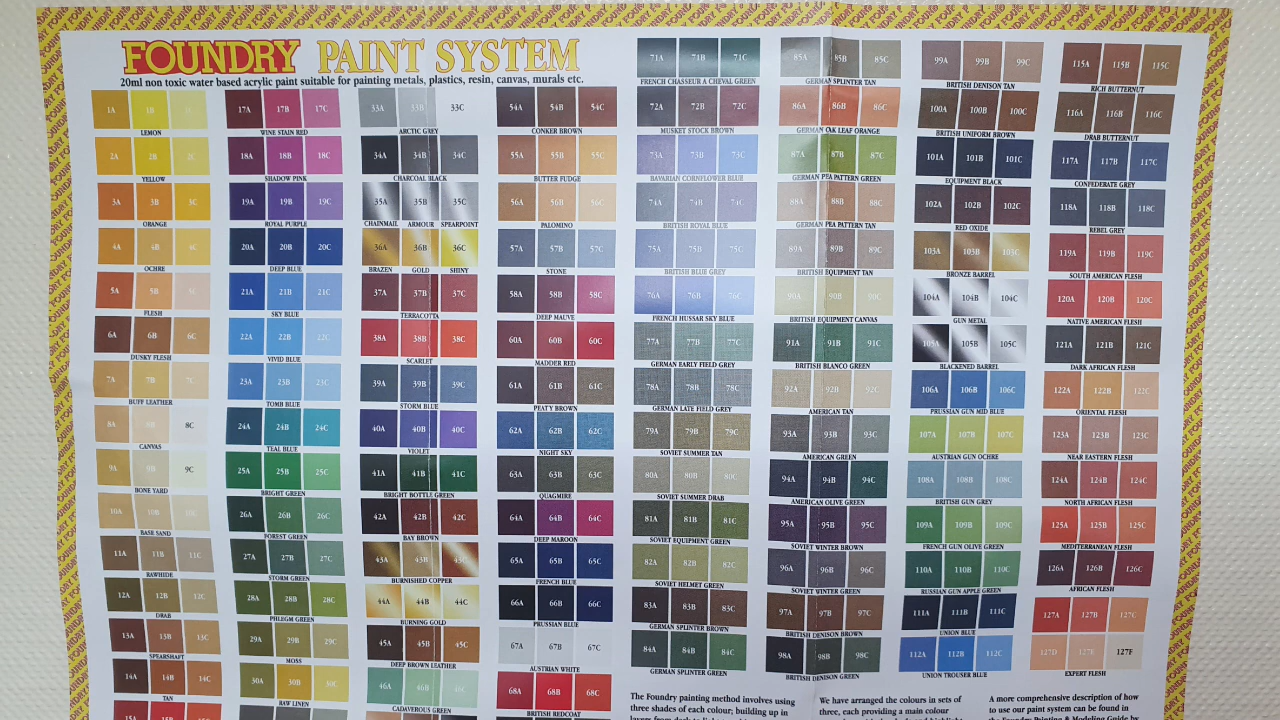 FOUNDRY PAINT SYSTEM
20ml non toxic water based acrylic paint suitable for painting metals, plastics, resin, canvas, murals etc.
1A 1B
LEMON
2A 2B 2C
YELLOW
3A 3B 3C
ORANGE
4A 4B 4C
OCHRE
5A 5B 5C
FLESH
6A 6B 6C
DUSKY FLESH
7A 7B 7C
BUFF LEATHER
8A 8B 8C
CANVAS
9A 9B 9C
BONE YARD
10A 10B 10C
BASE SAND
11A 11B 11C
RAWHIDE
12A 12B 12C
DRAB
13A 13B 13C
SPEARSHAFT
14A 14B 14C
TAN
15A 15B 15C
17A 17B 17C
WINE STAIN RED
18A 18B 18C
SHADOW PINK
19A 19B 19C
ROYAL PURPLE
20A 20B 20C
DEEP BLUE
21A 21B 21C
SKY BLUE
22A 22B 22C
VIVID BLUE
23A 23B 23C
TOMB BLUE
24A 24B 24C
TEAL BLUE
25A 25B 25C
BRIGHT GREEN
26A 26B 26C
FOREST GREEN
27A 27B 27C
STORM GREEN
28A 28B 28C
PHLEGM GREEN
29A 29B 29C
MOSS
30A 30B 30C
RAW LINEN
33A 33B 33C
ARCTIC GREY
34A 34B 34C
CHARCOAL BLACK
35A 35B 35C
CHAINMAIL ARMOUR SPEARPOINT
36A 36B 36C
BRAZEN GOLD SHINY
37A 37B 37C
TERRACOTTA
38A 38B 38C
SCARLET
39A 39B 39C
STORM BLUE
40A 40B 40C
VIOLET
41A 41B 41C
BRIGHT BOTTLE GREEN
42A 42B 42C
BAY BROWN
43A 43B 43C
BURNISHED COPPER
44A 44B 44C
BURNING GOLD
45A 45B 45C
DEEP BROWN LEATHER
46A 46B 46C
CADAVEROUS GREEN
54A 54B 54C
CONKER BROWN
55A 55B 55C
BUTTER FUDGE
56A 56B 56C
PALOMINO
57A 57B 57C
STONE
58A 58B 58C
DEEP MAUVE
60A 60B 60C
MADDER RED
61A 61B 61C
PEATY BROWN
62A 62B 62C
NIGHT SKY
63A 63B 63C
QUAGMIRE
64A 64B 64C
DEEP MAROON
65A 65B 65C
FRENCH BLUE
66A 66B 66C
PRUSSIAN BLUE
67A 67B 67C
AUSTRIAN WHITE
68A 68B 68C
BRITISH REDCOAT
71A 71B 71C
FRENCH CHASSEUR A CHEVAL GREEN
72A 72B 72C
MUSKET STOCK BROWN
73A 73B 73C
BAVARIAN CORNFLOWER BLUE
74A 74B 74C
BRITISH ROYAL BLUE
75A 75B 75C
BRITISH BLUE GREY
76A 76B 76C
FRENCH HUSSAR SKY BLUE
77A 77B 77C
GERMAN EARLY FIELD GREY
78A 78B 78C
GERMAN LATE FIELD GREY
79A 79B 79C
SOVIET SUMMER TAN
80A 80B 80C
SOVIET SUMMER DRAB
81A 81B 81C
SOVIET EQUIPMENT GREEN
82A 82B 82C
SOVIET HELMET GREEN
83A 83B 83C
GERMAN SPLINTER BROWN
84A 84B 84C
GERMAN SPLINTER GREEN
85A 85B 85C
GERMAN SPLINTER TAN
86A 86B 86C
GERMAN OAK LEAF ORANGE
87A 87B 87C
GERMAN PEA PATTERN GREEN
88A 88B 88C
GERMAN PEA PATTERN TAN
89A 89B 89C
BRITISH EQUIPMENT TAN
90A 90B 90C
BRITISH EQUIPMENT CANVAS
91A 91B 91C
BRITISH BLANCO GREEN
92A 92B 92C
AMERICAN TAN
93A 93B 93C
AMERICAN GREEN
94A 94B 94C
AMERICAN OLIVE GREEN
95A 95B 95C
SOVIET WINTER BROWN
96A 96B 96C
SOVIET WINTER GREEN
97A 97B 97C
BRITISH DENISON BROWN
98A 98B 98C
BRITISH DENISON GREEN
99A 99B 99C
BRITISH DENISON TAN
100A 100B 100C
BRITISH UNIFORM BROWN
101A 101B 101C
EQUIPMENT BLACK
102A 102B 102C
RED OXIDE
103A 103B 103C
BRONZE BARREL
104A 104B 104C
GUN METAL
105A 105B 105C
BLACKENED BARREL
106A 106B 106C
PRUSSIAN GUN MID BLUE
107A 107B 107C
AUSTRIAN GUN OCHRE
108A 108B 108C
BRITISH GUN GREY
109A 109B 109C
FRENCH GUN OLIVE GREEN
110A 110B 110C
RUSSIAN GUN APPLE GREEN
111A 111B 111C
UNION BLUE
112A 112B 112C
UNION TROUSER BLUE
115A 115B 115C
RICH BUTTERNUT
116A 116B 116C
DRAB BUTTERNUT
117A 117B 117C
CONFEDERATE GREY
118A 118B 118C
REBEL GREY
119A 119B 119C
SOUTH AMERICAN FLESH
120A 120B 120C
NATIVE AMERICAN FLESH
121A 121B 121C
DARK AFRICAN FLESH
122A 122B 122C
ORIENTAL FLESH
123A 123B 123C
NEAR EASTERN FLESH
124A 124B 124C
NORTH AFRICAN FLESH
125A 125B 125C
MEDITERRANEAN FLESH
126A 126B 126C
AFRICAN FLESH
127A 127B 127C
127D 127E 127F
EXPERT FLESH
The Foundry painting method involves using
three shades of each colour; building up in
We have arranged the colours in sets of
three, each providing a main colour
A more comprehensive description of how
to use our paint system can be found in
the Foundry Painting & Modeling Guide by